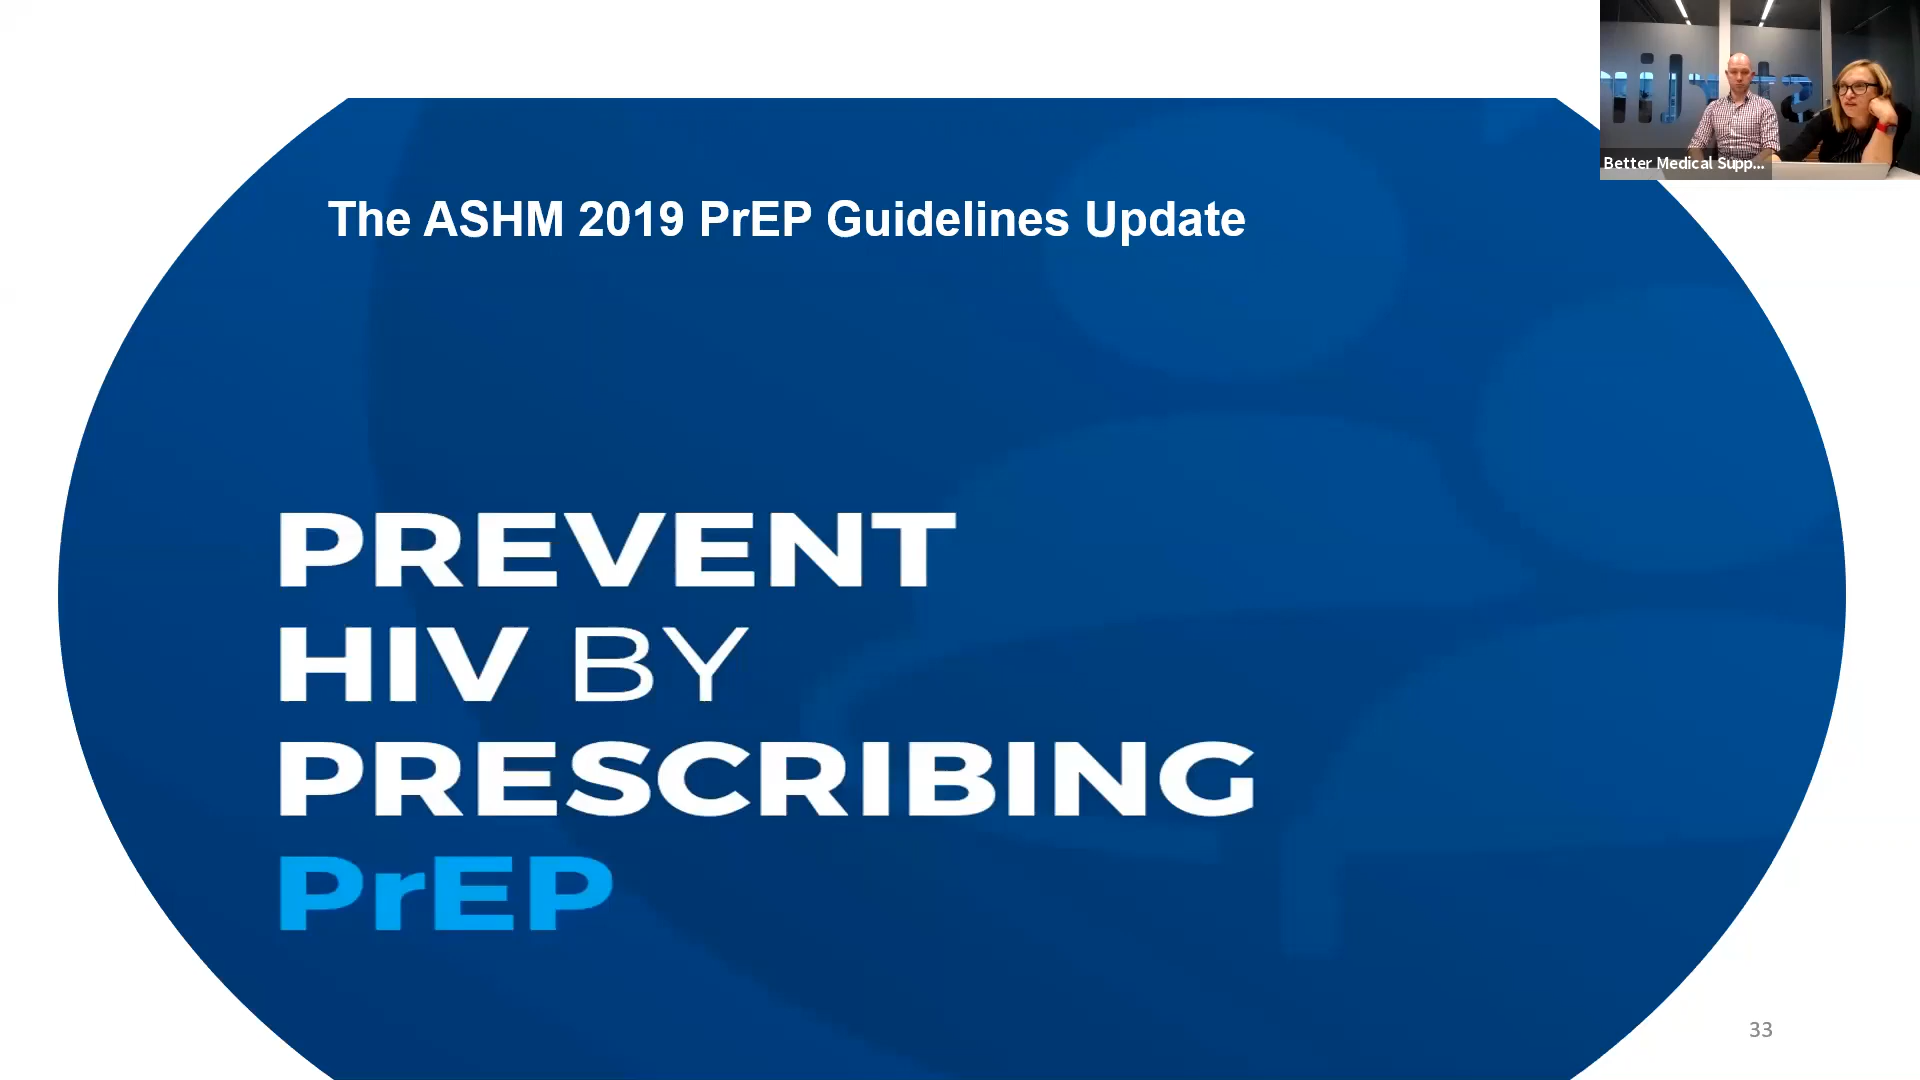 The ASHM 2019 PrEP Guidelines Update
PREVENT
HIV BY
PRESCRIBING
PrEP
Better Medical Supp...
33